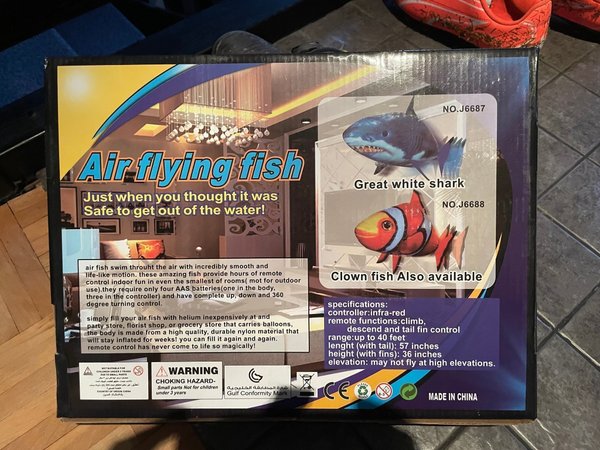 Air flying fish
Just when you thought it was
Safe to get out of the water!
NO.J6687
Great white shark
NO.J6688
Clown fish Also available
air fish swim throuht the air with incredibly smooth and
life-like motion. these amazing fish provide hours of remote
control indoor fun in even the smallest of rooms( mot for outdoor
use).they require only four AAS batteries(one in the body,
three in the controller) and have complete up, down and 360
degree turning control.
simply fill your air fish with helium inexpensively at and
party store, florist shop, or grocery store that carries balloons,
the body is made from a high quality, durable nylon material that
will stay inflated for weeks! you can fill it again and again.
remote control has never come to life so magically!
specifications:
controller:infra-red
remote functions:climb,
descend and tail fin control
range:up to 40 feet
lenght (with tail): 57 inches
height (with fins): 36 inches
elevation: may not fly at high elevations.
WARNING
CHOKING HAZARD-
Small parts Not for children
under 3 years
Gulf Conformity Mark
CE
MADE IN CHINA